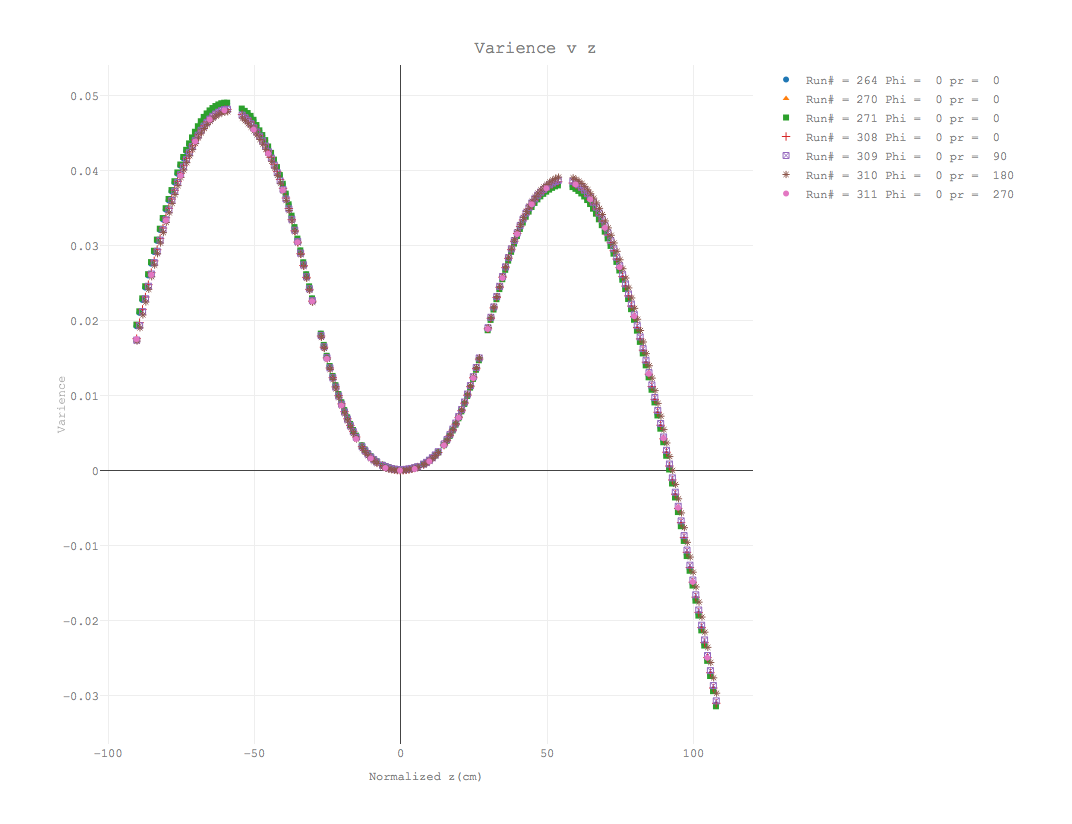 Varience v z
Run# = 264 Phi =  0 pr =  0
Run# = 270 Phi =  0 pr =  0
Run# = 271 Phi =  0 pr =  0
Run# = 308 Phi =  0 pr =  0
Run# = 309 Phi =  0 pr =  90
Run# = 310 Phi =  0 pr =  180
Run# = 311 Phi =  0 pr =  270
0.05
0.04
0.03
0.02
0.01
0
−0.01
−0.02
−0.03
Varience
−100
−50
0
50
100
Normalized z(cm)